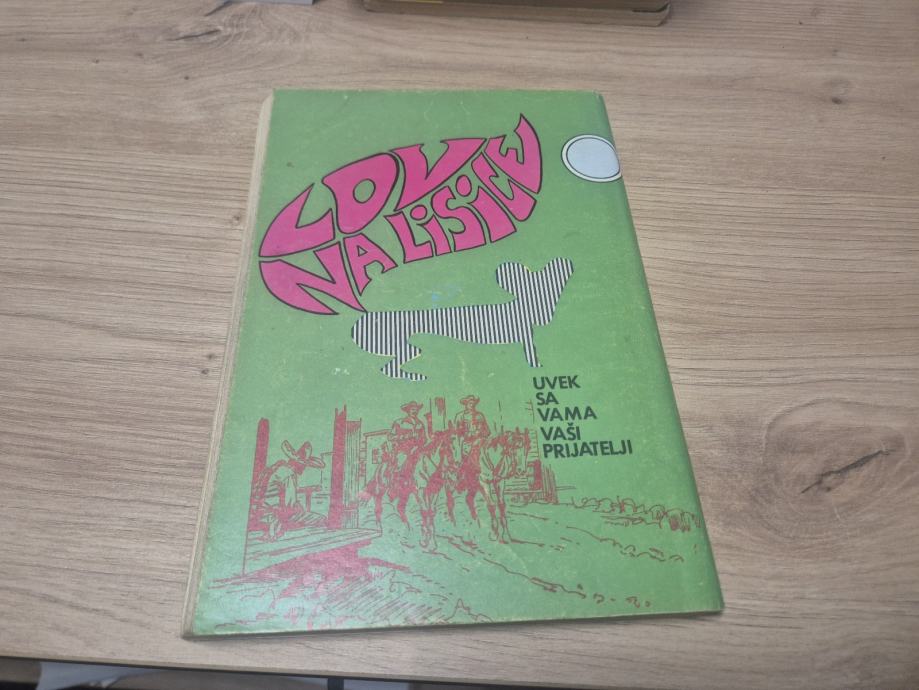 LOV
NA LiSiCE
UVEK
SA
VAMA
VAŠI
PRIJATELJI